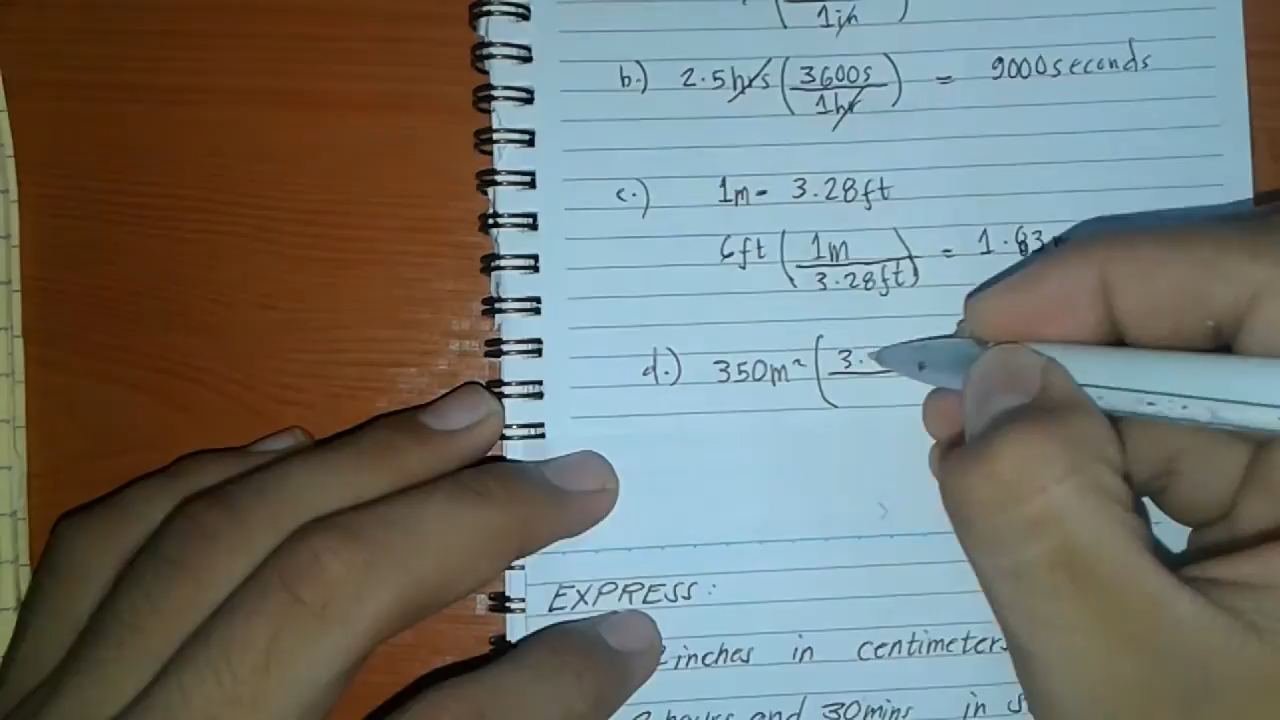 1in
b.) 2.5hrs (3600s/1hr) = 9000seconds
c.) 1m- 3.28ft
6ft (1m/3.28ft) = 1.83
d.) 350m² (3.
EXPRESS:
inches in centimeters
hours and 30mins in s